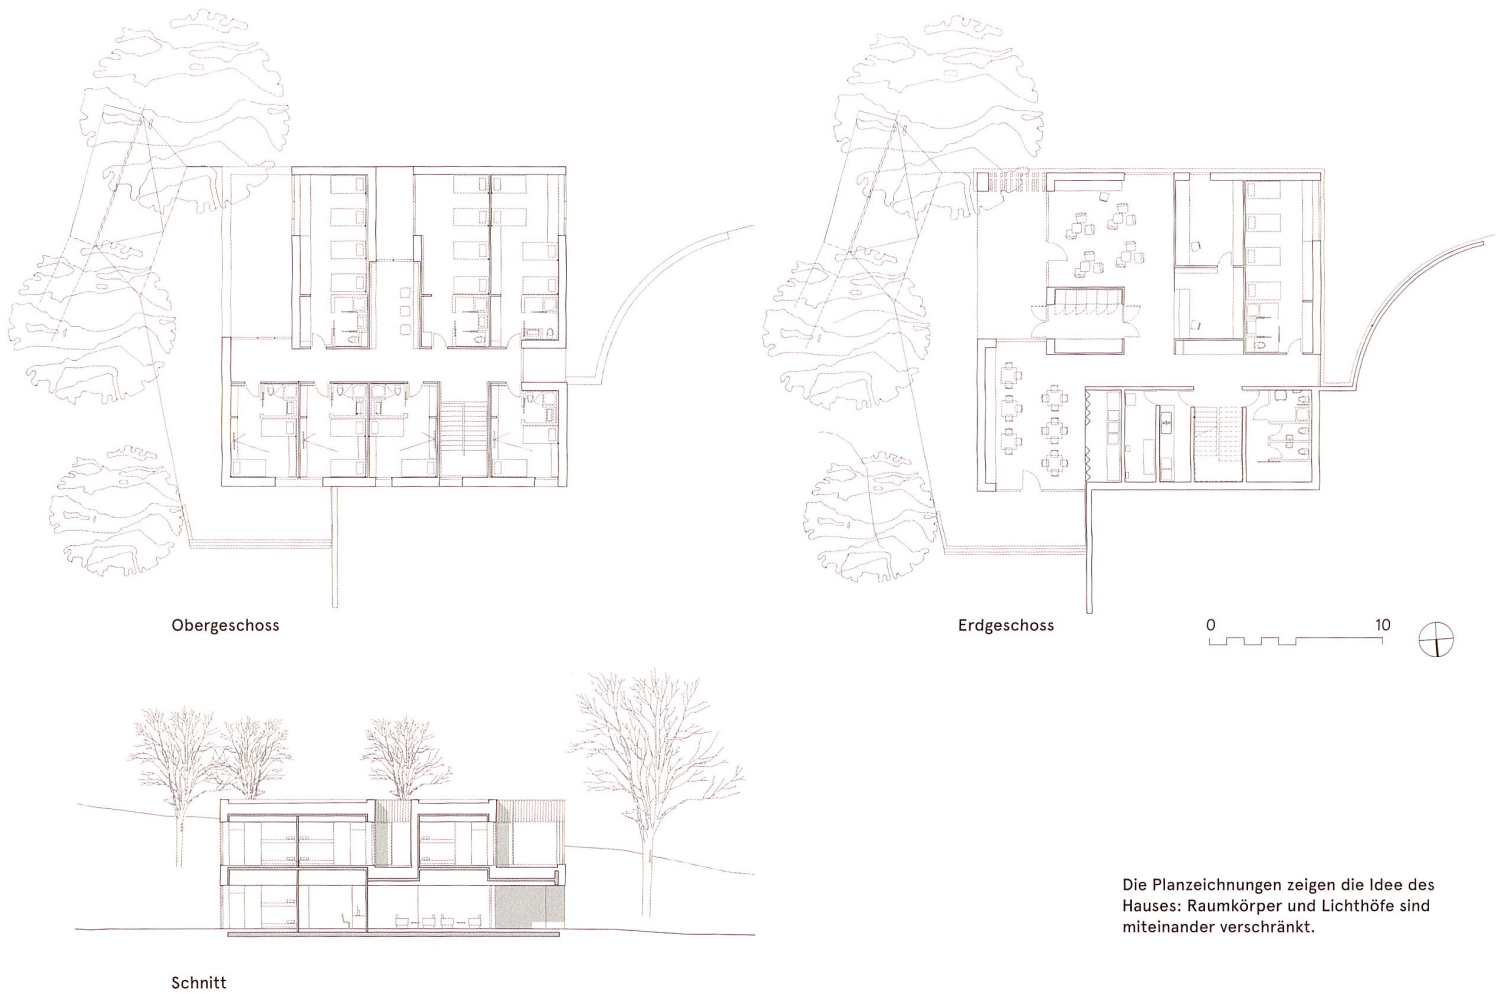 Obergeschoss
Erdgeschoss
0 10
Schnitt
Die Planzeichnungen zeigen die Idee des
Hauses: Raumkörper und Lichthöfe sind
miteinander verschränkt.